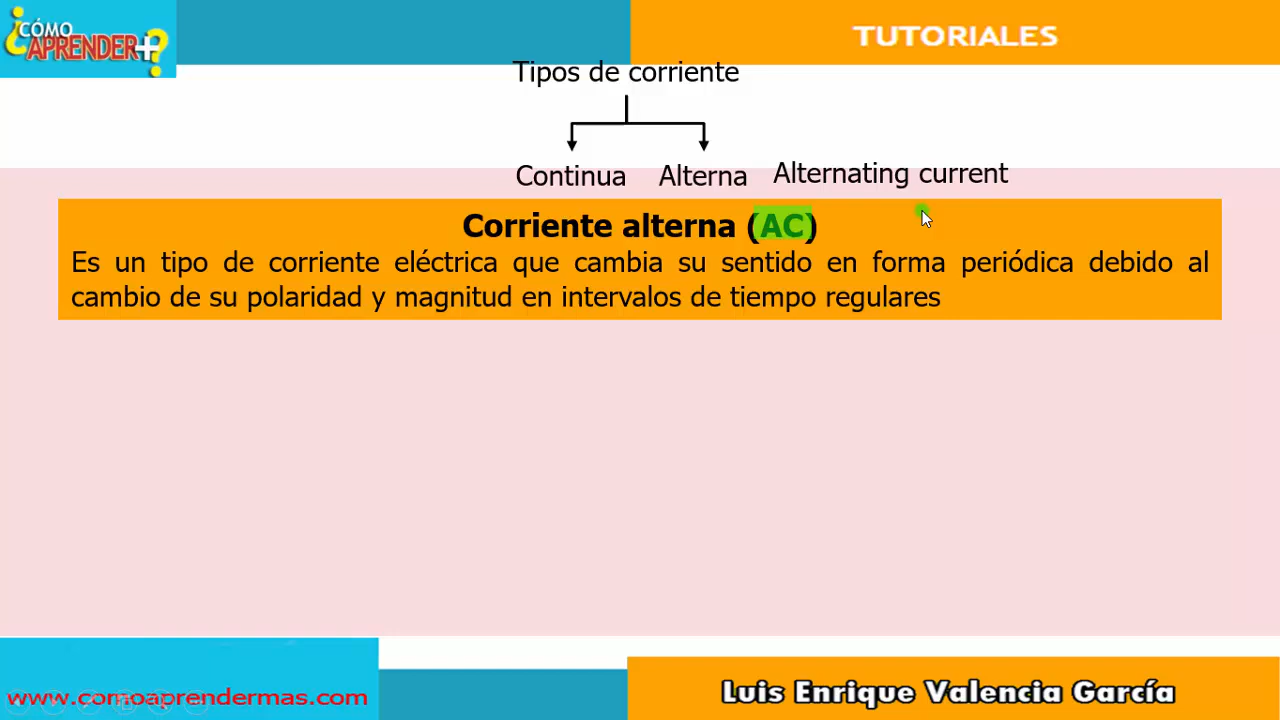 ¿CÓMO
APRENDER+?
TUTORIALES
Tipos de corriente
Continua Alterna Alternating current
Corriente alterna (AC)
Es un tipo de corriente eléctrica que cambia su sentido en forma periódica debido al
cambio de su polaridad y magnitud en intervalos de tiempo regulares
www.comoaprendermas.com
Luis Enrique Valencia García